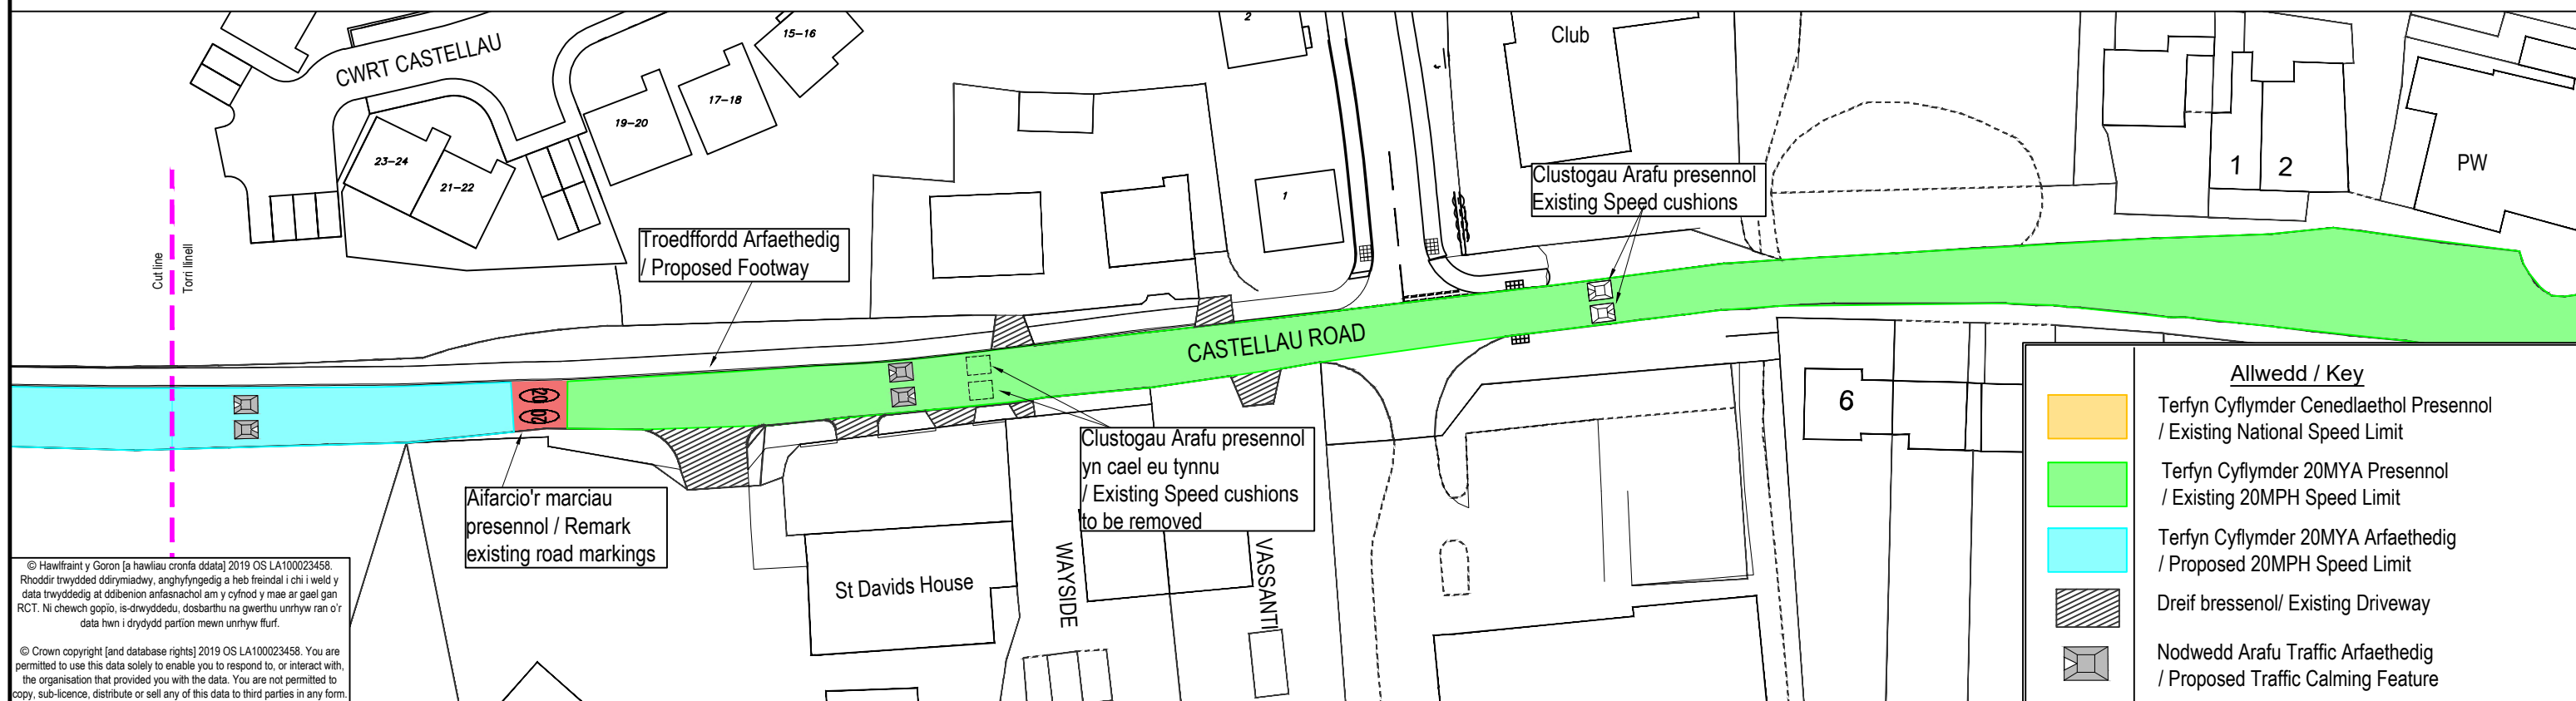 CWRT CASTELLAU
15-16
17-18
19-20
23-24
21-22
2
1
Club
1
2
PW
6
Cut line
Torri llinell
Troedffordd Arfaethedig
/ Proposed Footway
Clustogau Arafu presennol
Existing Speed cushions
CASTELLAU ROAD
20
20
Aifarcio'r marciau
presennol / Remark
existing road markings
Clustogau Arafu presennol
yn cael eu tynnu
/ Existing Speed cushions
to be removed
St Davids House
WAYSIDE
VASSANTI
© Hawlfraint y Goron [a hawliau cronfa ddata] 2019 OS LA100023458.
Rhoddir trwydded ddirymiadwy, anghyfyngedig a heb freindal i chi i weld y
data trwyddedig at ddibenion anfasnachol am y cyfnod y mae ar gael gan
RCT. Ni chewch gopïo, is-drwyddedu, dosbarthu na gwerthu unrhyw ran o'r
data hwn i drydydd partïon mewn unrhyw ffurf.
© Crown copyright [and database rights] 2019 OS LA100023458. You are
permitted to use this data solely to enable you to respond to, or interact with,
the organisation that provided you with the data. You are not permitted to
copy, sub-licence, distribute or sell any of this data to third parties in any form.
Allwedd / Key
Terfyn Cyflymder Cenedlaethol Presennol
/ Existing National Speed Limit
Terfyn Cyflymder 20MYA Presennol
/ Existing 20MPH Speed Limit
Terfyn Cyflymder 20MYA Arfaethedig
/ Proposed 20MPH Speed Limit
Dreif bressenol/ Existing Driveway
Nodwedd Arafu Traffic Arfaethedig
/ Proposed Traffic Calming Feature